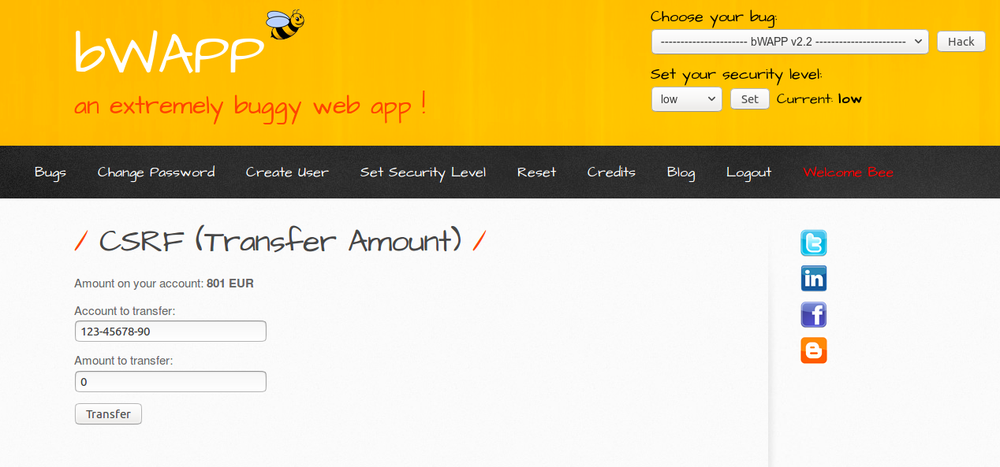 bWAPP
an extremely buggy web app !
Choose your bug:
---------------------- bWAPP v2.2 -----------------------
Hack
Set your security level:
low
Set
Current: low
Bugs
Change Password
Create User
Set Security Level
Reset
Credits
Blog
Logout
Welcome Bee
/ CSRF (Transfer Amount) /
Amount on your account: 801 EUR
Account to transfer:
123-45678-90
Amount to transfer:
0
Transfer
t
in
f
B